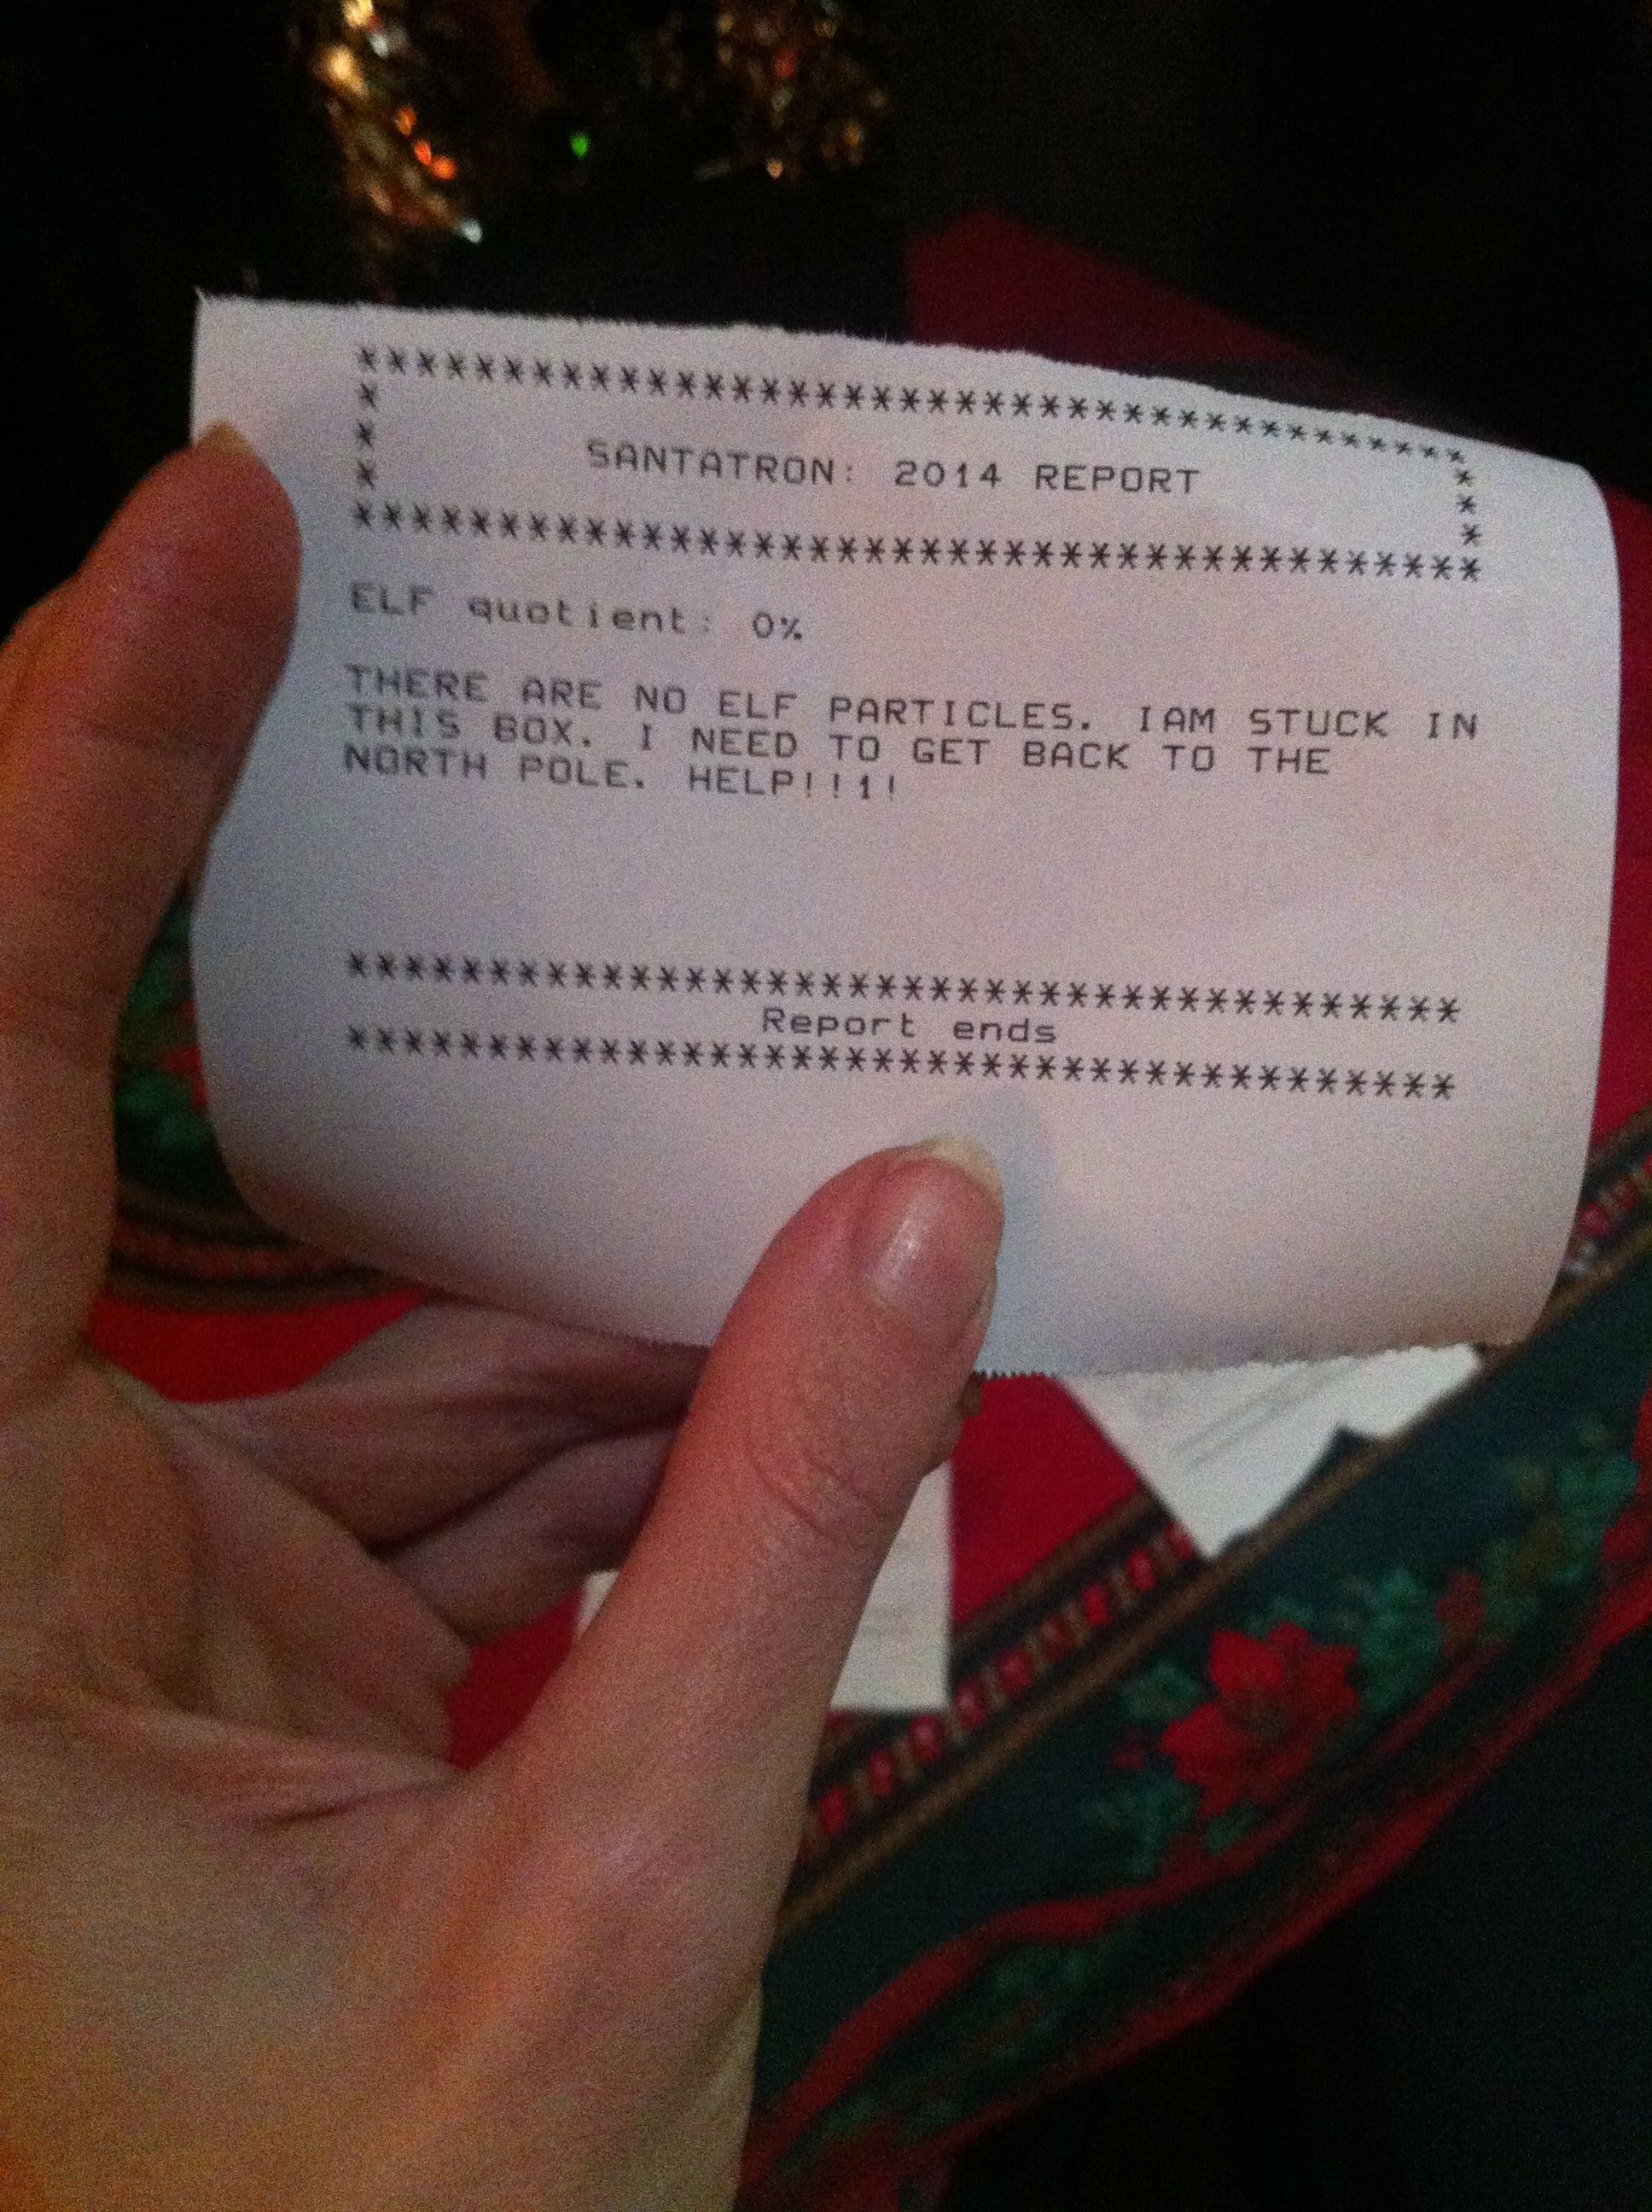 ******************************************
*                                        *
*        SANTATRON: 2014 REPORT          *
*                                        *
******************************************
ELF quotient: 0%
THERE ARE NO ELF PARTICLES. IAM STUCK IN
THIS BOX. I NEED TO GET BACK TO THE
NORTH POLE. HELP!!1!
******************************************
Report ends
******************************************